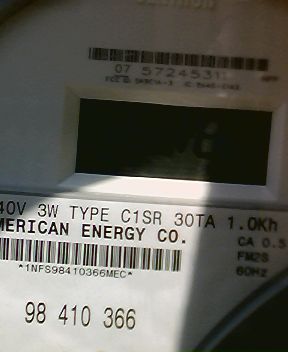 07 57245311
40V 3W TYPE C1SR 30TA 1.0Kh
MERICAN ENERGY CO.
CA 0.5
FM2S
60Hz
*1NFS98410366MEC*
98 410 366